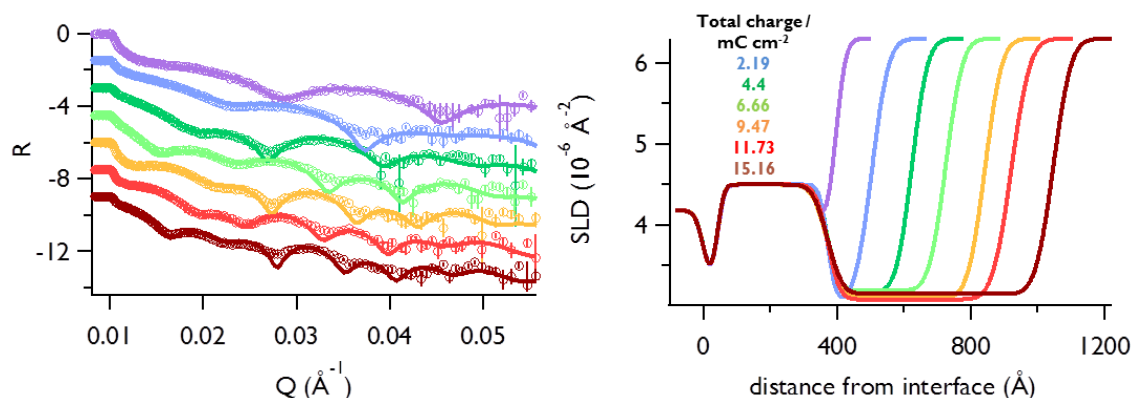 0
-4
-8
-12
R
0.01 0.02 0.03 0.04 0.05
Q (Å⁻¹)
Total charge /
mC cm⁻²
2.19
4.4
6.66
9.47
11.73
15.16
6
5
4
SLD (10⁻⁶ Å⁻²)
0 400 800 1200
distance from interface (Å)